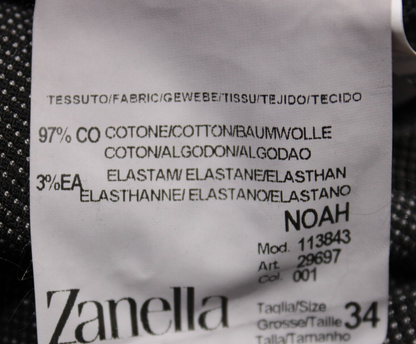 TESSUTO/FABRIC/GEWEBE/TISSU/TEJIDO/TECIDO
97% CO COTONE/COTTON/BAUMWOLLE
COTON/ALGODON/ALGODAO
3%EA ELASTAM/ELASTANE/ELASTHAN
ELASTHANNE/ELASTANO/ELASTANO
NOAH
Mod. 113843
Art. 29697
Col. 001
Zanella
Taglia/Size
Grosse/Taille 34
Talla/Tamanho